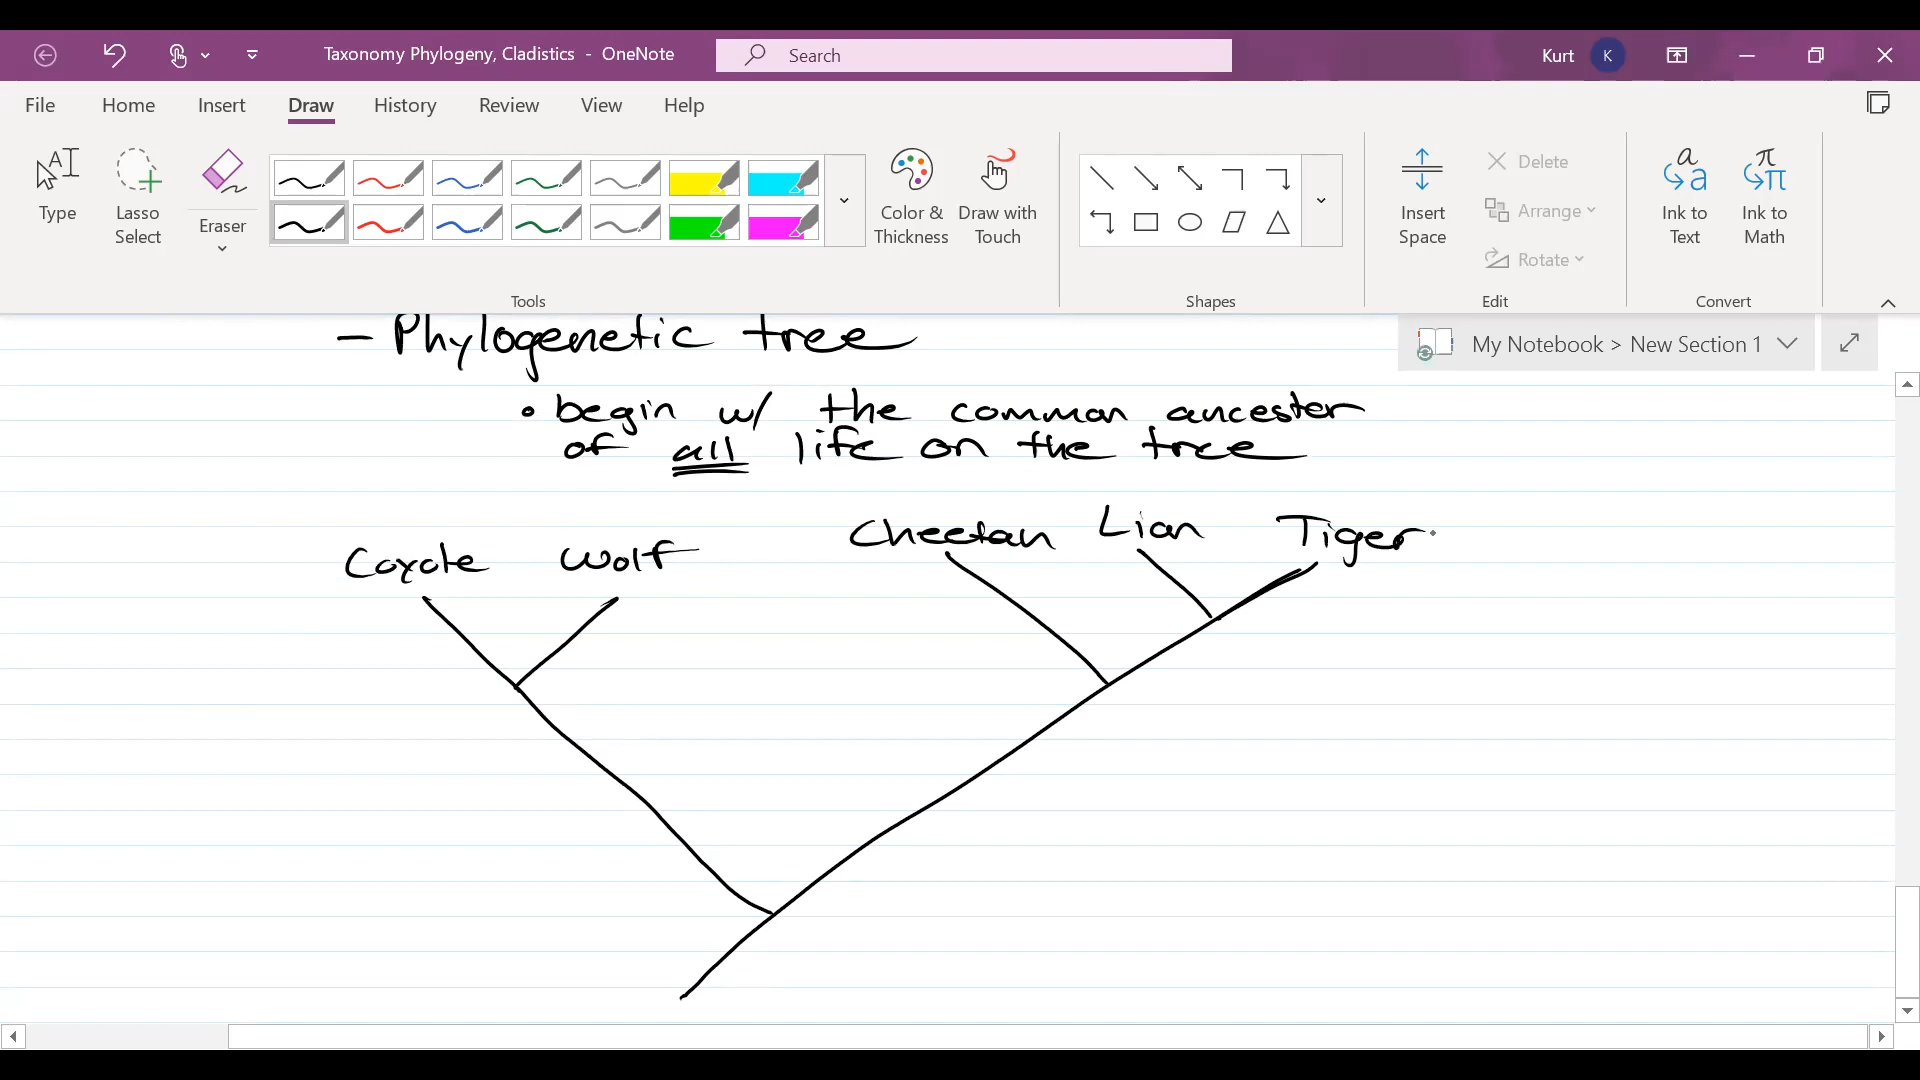 Taxonomy Phylogeny, Cladistics - OneNote
Search
Kurt
K
File Home Insert Draw History Review View Help
Type
Lasso Select
Eraser
Color & Thickness
Draw with Touch
Insert Space
Delete
Arrange
Rotate
Ink to Text
Ink to Math
Tools
Shapes
Edit
Convert
My Notebook > New Section 1
- Phylogenetic tree
• begin w/ the common ancester
of all life on the tree
Coyote Wolf Cheetah Lion Tiger